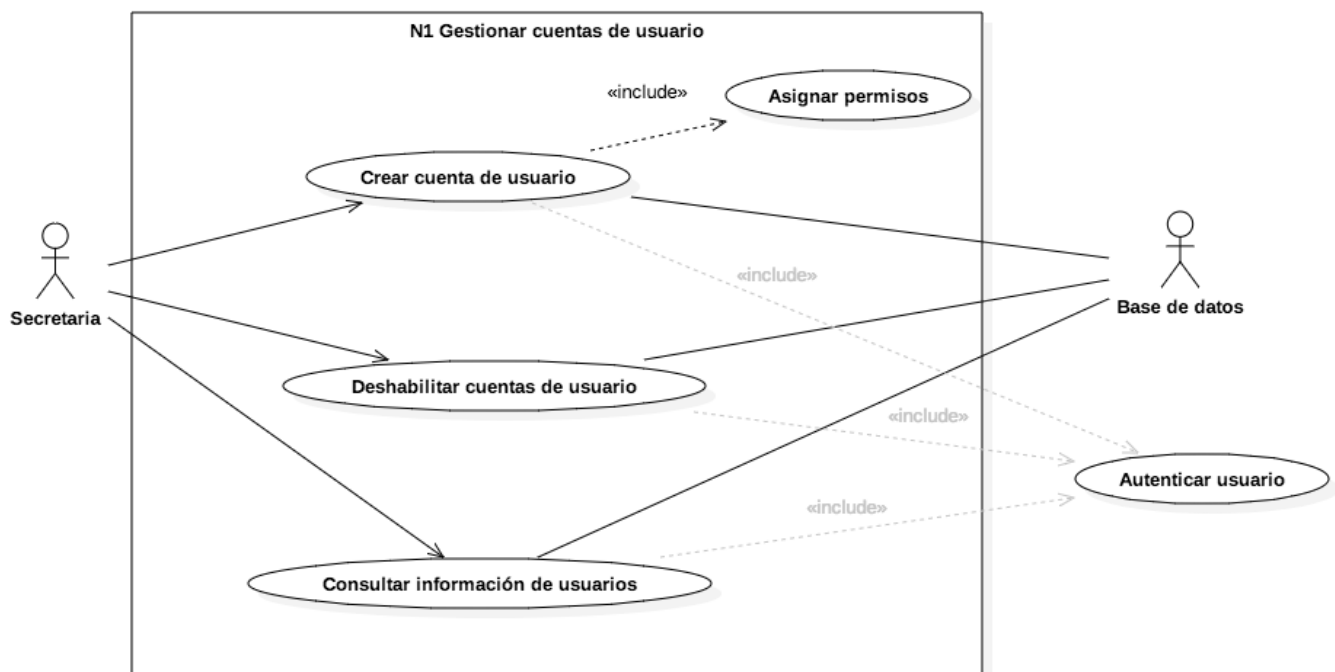 N1 Gestionar cuentas de usuario
«include»
Asignar permisos
Crear cuenta de usuario
«include»
Secretaria
Base de datos
Deshabilitar cuentas de usuario
«include»
Autenticar usuario
«include»
Consultar información de usuarios